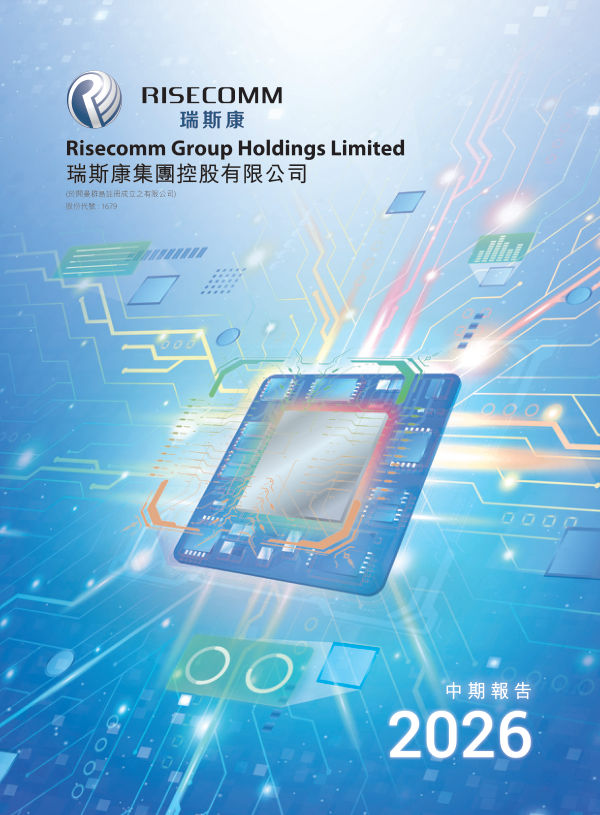 RISECOMM
瑞斯康
Risecomm Group Holdings Limited
瑞斯康集團控股有限公司
(於開曼群島註冊成立之有限公司)
股份代號 : 1679
中期報告
2026